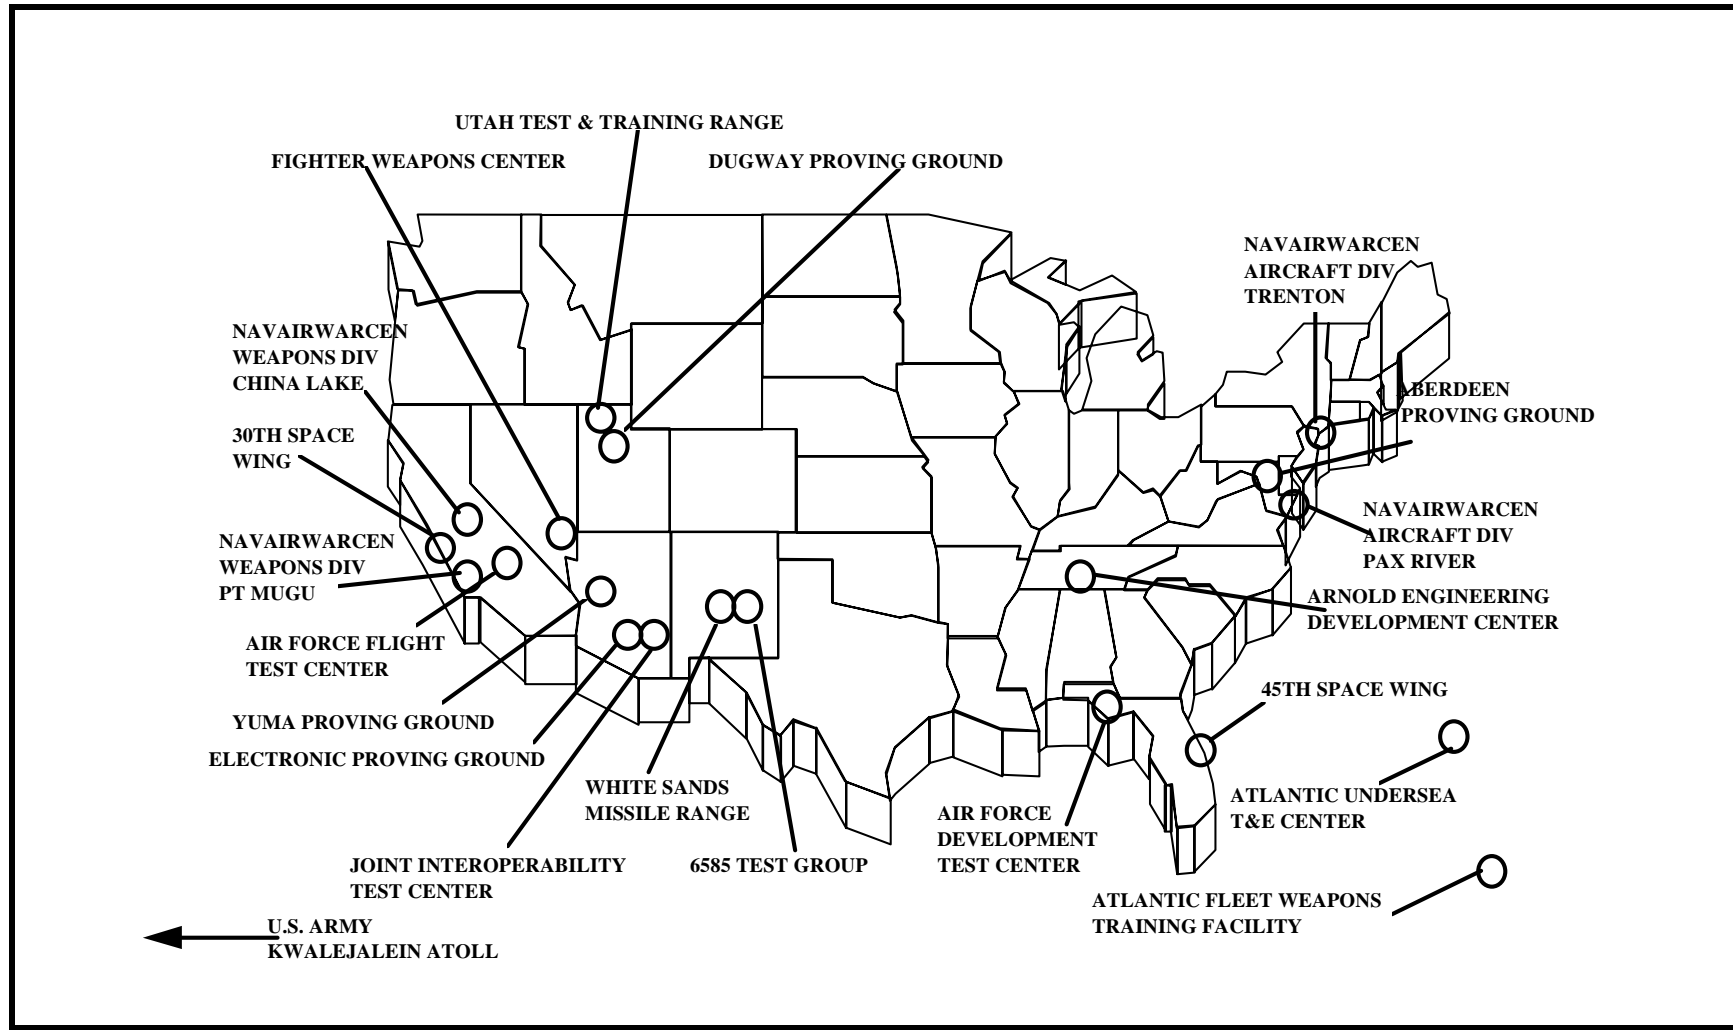 UTAH TEST & TRAINING RANGE
FIGHTER WEAPONS CENTER
DUGWAY PROVING GROUND
NAVAIRWARCEN
AIRCRAFT DIV
TRENTON
NAVAIRWARCEN
WEAPONS DIV
CHINA LAKE
ABERDEEN
PROVING GROUND
30TH SPACE
WING
NAVAIRWARCEN
AIRCRAFT DIV
PAX RIVER
NAVAIRWARCEN
WEAPONS DIV
PT MUGU
ARNOLD ENGINEERING
DEVELOPMENT CENTER
AIR FORCE FLIGHT
TEST CENTER
45TH SPACE WING
YUMA PROVING GROUND
ELECTRONIC PROVING GROUND
WHITE SANDS
MISSILE RANGE
ATLANTIC UNDERSEA
T&E CENTER
AIR FORCE
DEVELOPMENT
TEST CENTER
JOINT INTEROPERABILITY
TEST CENTER
6585 TEST GROUP
ATLANTIC FLEET WEAPONS
TRAINING FACILITY
U.S. ARMY
KWALEJALEIN ATOLL